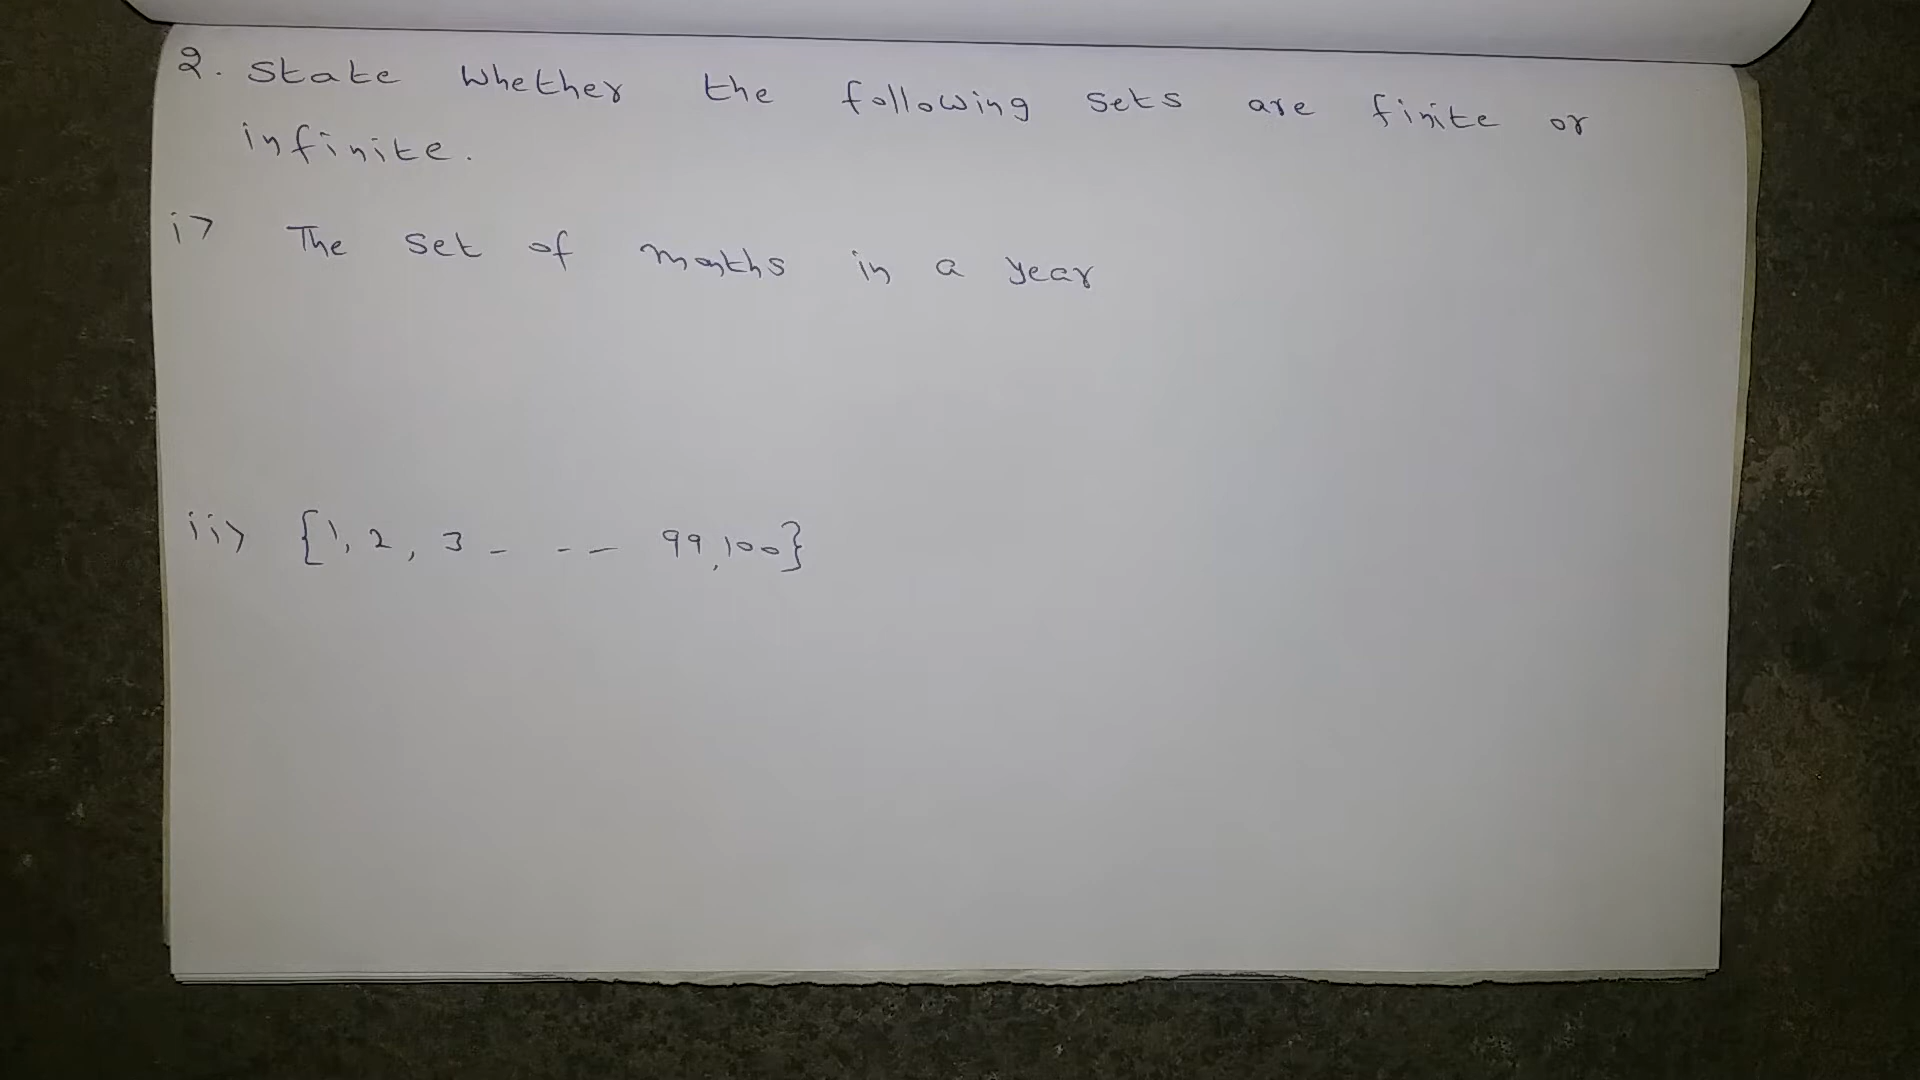 2. State whether the following sets are finite or
infinite.
i> The set of months in a year
ii> {1, 2, 3 - - - 99, 100}